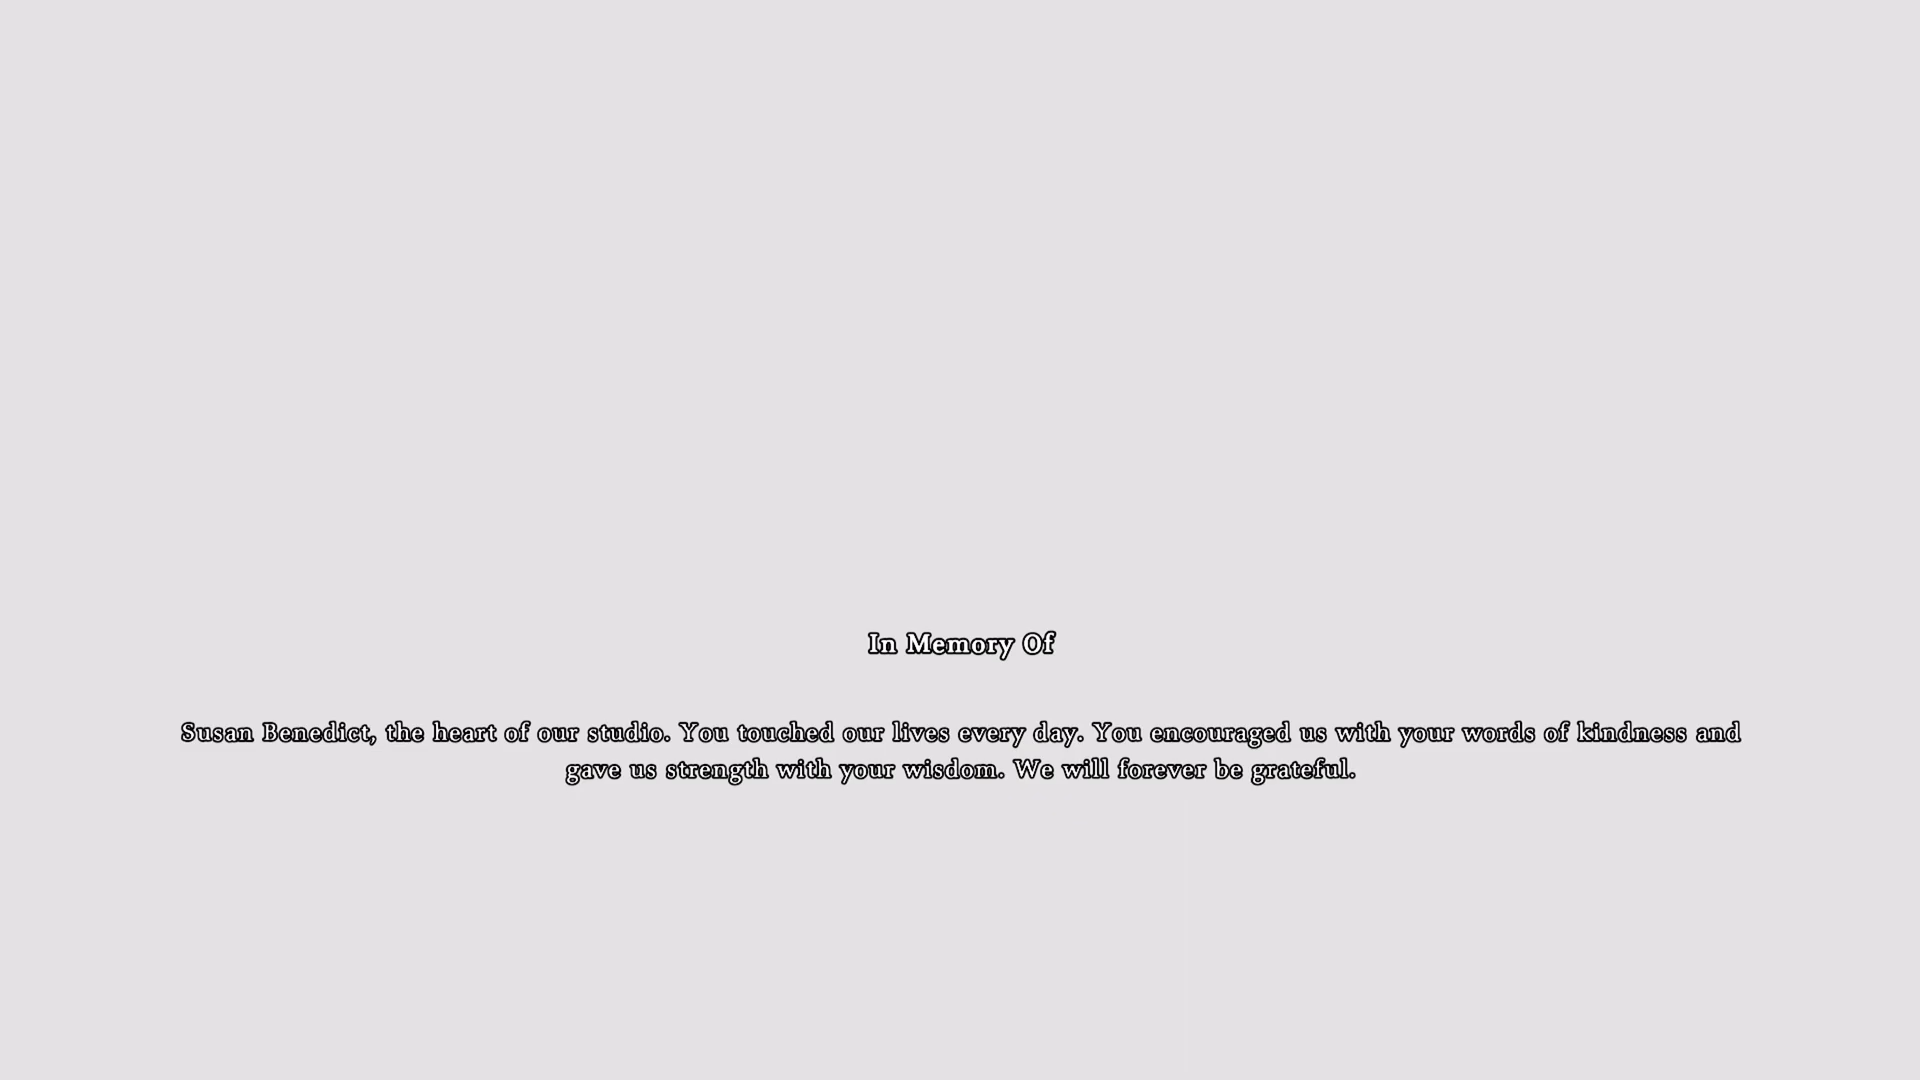 In Memory Of
Susan Benedict, the heart of our studio. You touched our lives every day. You encouraged us with your words of kindness and
gave us strength with your wisdom. We will forever be grateful.